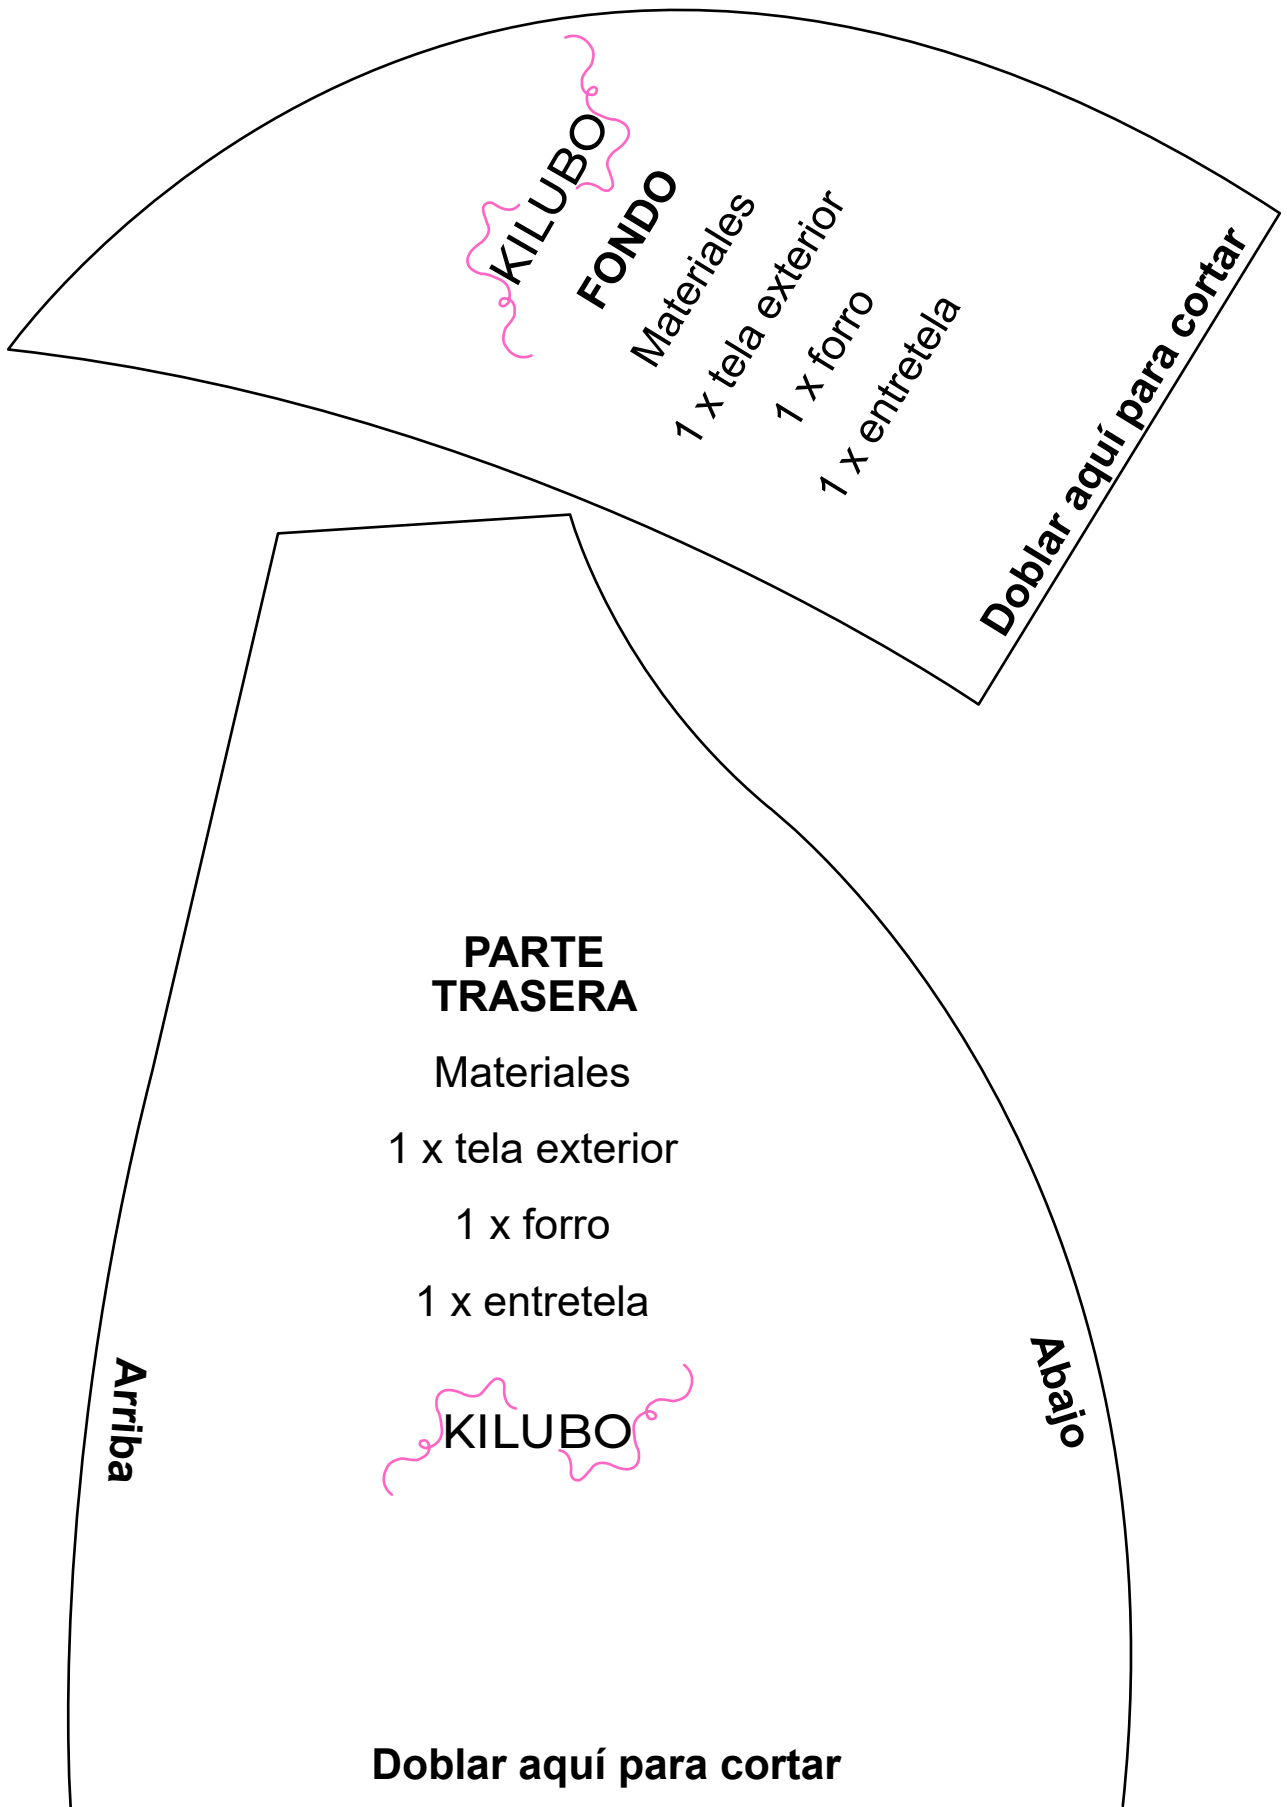 KILUBO
FONDO
Materiales
1 x tela exterior
1 x forro
1 x entretela
Doblar aquí para cortar
PARTE
TRASERA
Materiales
1 x tela exterior
1 x forro
1 x entretela
Arriba
Abajo
KILUBO
Doblar aquí para cortar